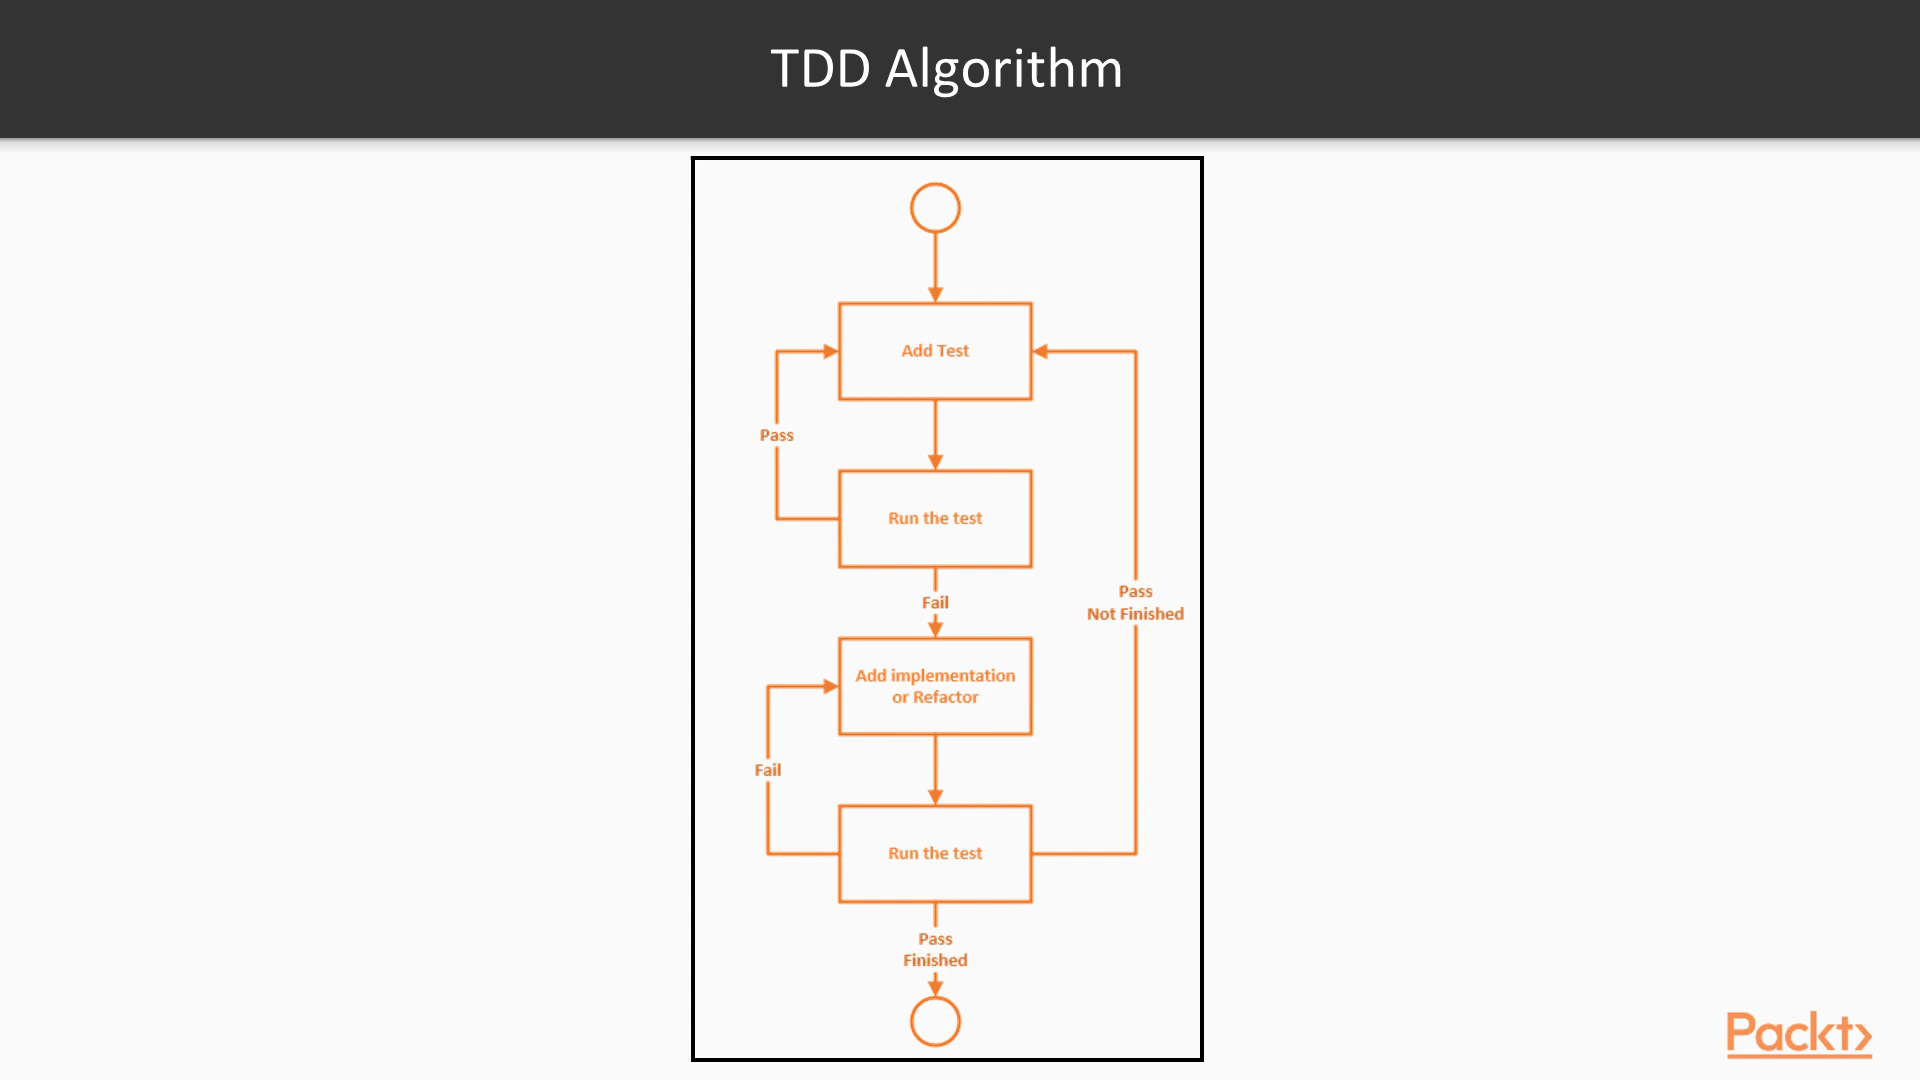 TDD Algorithm
Add Test
Pass
Run the test
Fail
Pass
Not Finished
Add implementation
or Refactor
Fail
Run the test
Pass
Finished
Packt